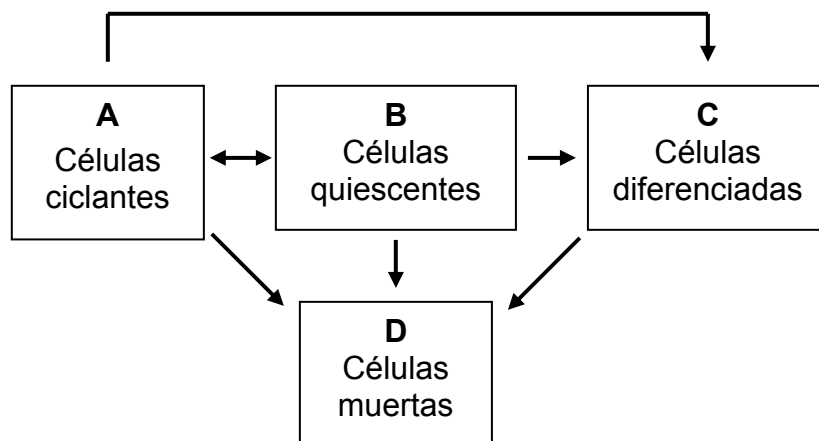 A
Células
ciclantes
B
Células
quiescentes
C
Células
diferenciadas
D
Células
muertas